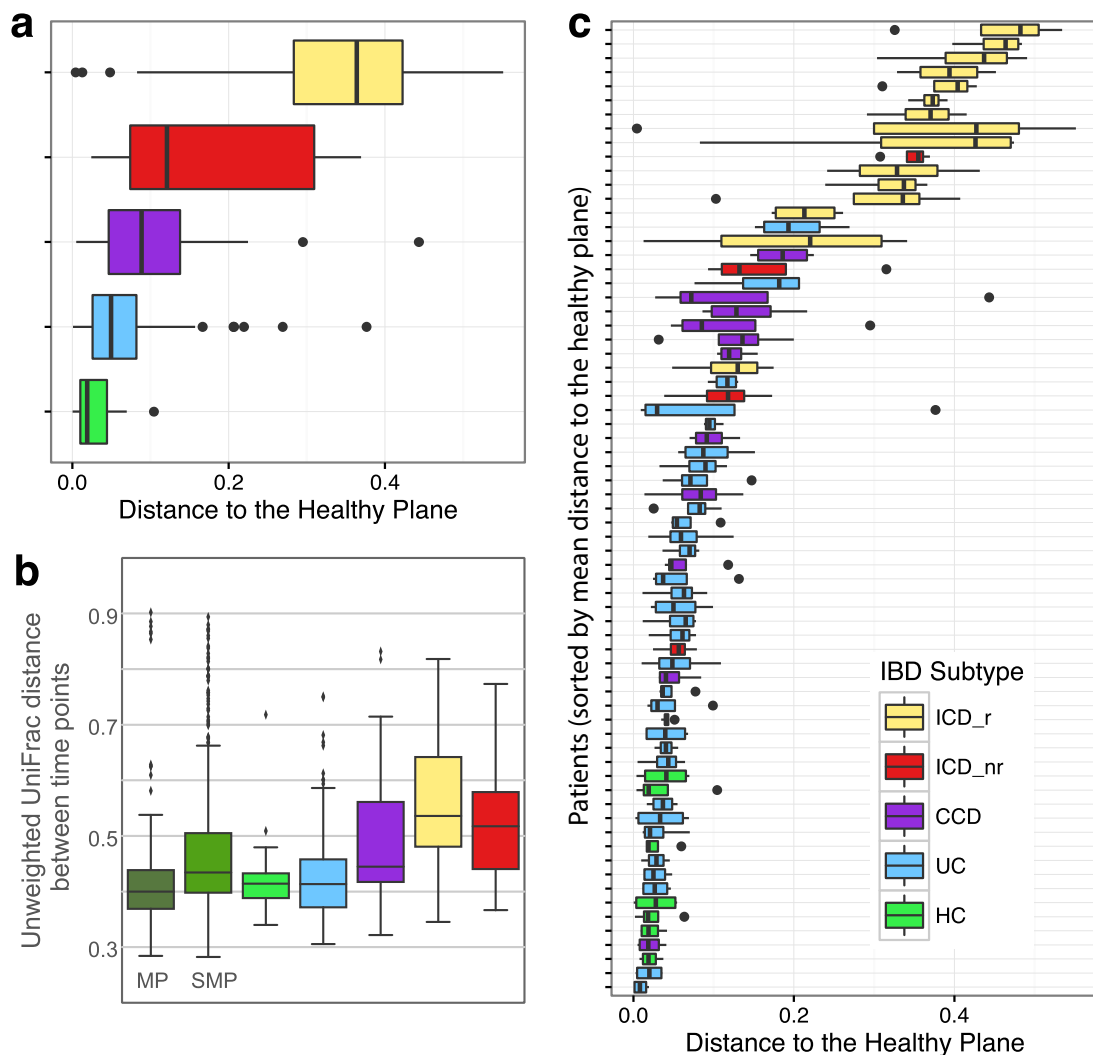 a
0.0 0.2 0.4
Distance to the Healthy Plane
b
Unweighted UniFrac distance
between time points
0.9
0.7
0.5
0.3
MP SMP
c
Patients (sorted by mean distance to the healthy plane)
IBD Subtype
ICD_r
ICD_nr
CCD
UC
HC
0.0 0.2 0.4
Distance to the Healthy Plane